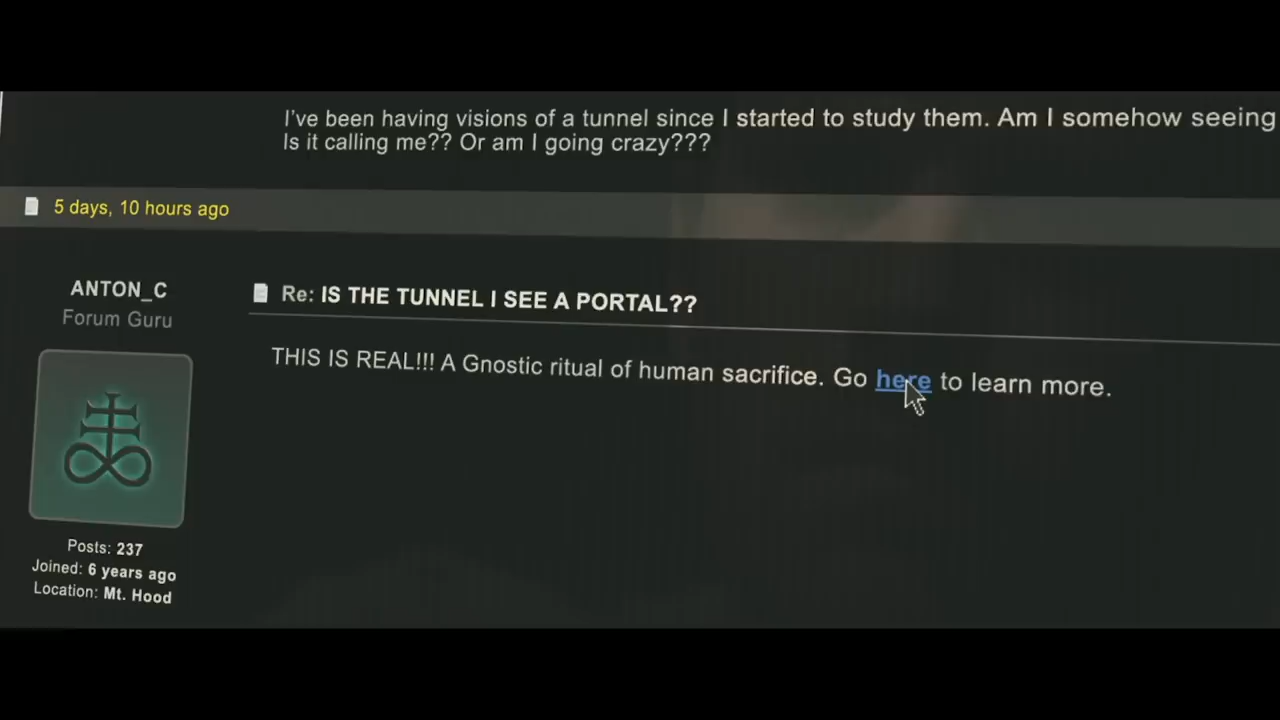 I've been having visions of a tunnel since I started to study them. Am I somehow seeing
Is it calling me?? Or am I going crazy???
5 days, 10 hours ago
ANTON_C
Forum Guru
Re: IS THE TUNNEL I SEE A PORTAL??
THIS IS REAL!!! A Gnostic ritual of human sacrifice. Go here to learn more.
Posts: 237
Joined: 6 years ago
Location: Mt. Hood